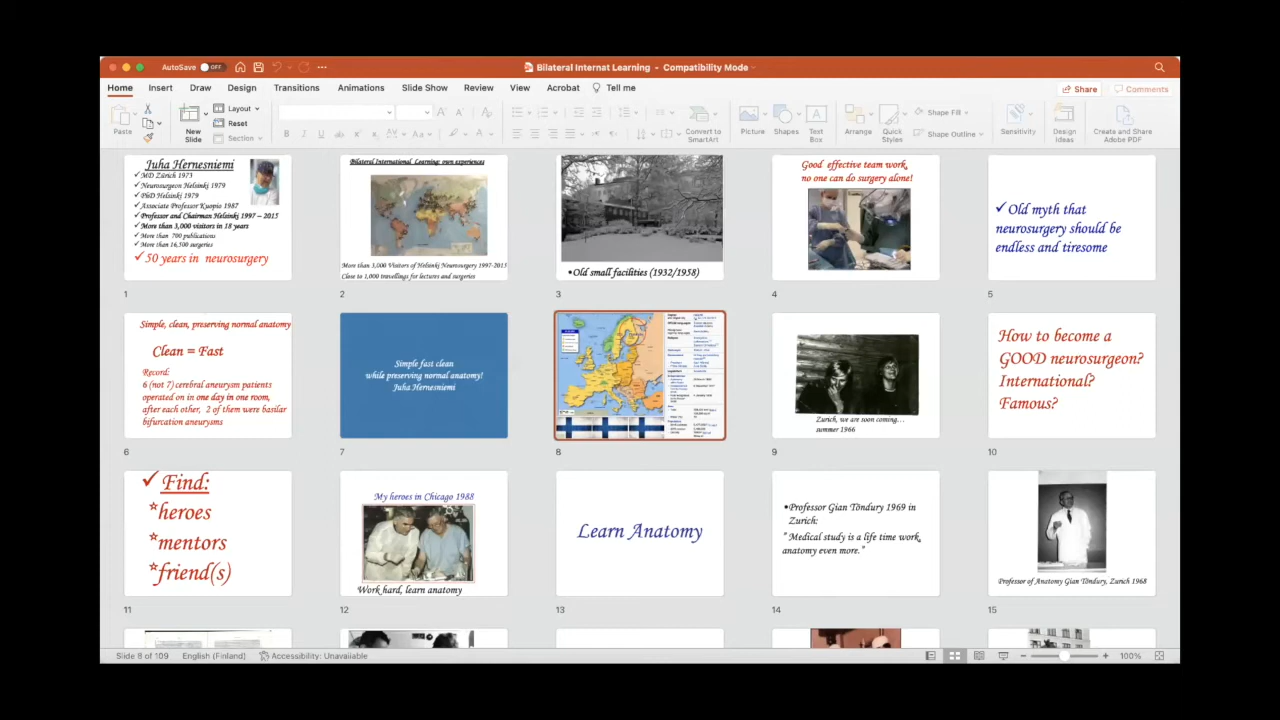 AutoSave OFF
Bilateral Internat Learning - Compatibility Mode
Home Insert Draw Design Transitions Animations Slide Show Review View Acrobat Tell me
Share Comments
Paste
New Slide
Layout
Reset
Section
Convert to SmartArt
Picture
Shapes
Text Box
Arrange
Quick Styles
Shape Fill
Shape Outline
Sensitivity
Design Ideas
Create and Share Adobe PDF
Juha Hernesniemi
✓MD Zürich 1973
✓Neurosurgeon Helsinki 1979
✓PhD Helsinki 1979
✓Associate Professor Kuopio 1987
✓Professor and Chairman Helsinki 1997 – 2015
✓More than 3,000 visitors in 18 years
✓More than 700 publications
✓More than 16,500 surgeries
✓50 years in neurosurgery
1
Bilateral International Learning: own experiences
More than 3,000 Visitors of Helsinki Neurosurgery 1997-2015
Close to 1,000 travellings for lectures and surgeries
2
•Old small facilities (1932/1958)
3
Good effective team work,
no one can do surgery alone!
4
✓Old myth that
neurosurgery should be
endless and tiresome
5
Simple, clean, preserving normal anatomy
Clean = Fast
Record:
6 (not 7) cerebral aneurysm patients
operated on in one day in one room,
after each other, 2 of them were basilar
bifurcation aneurysms
6
Simple fast clean
while preserving normal anatomy!
Juha Hernesniemi
7
8
Zurich, we are soon coming…
summer 1966
9
How to become a
GOOD neurosurgeon?
International?
Famous?
10
✓Find:
*heroes
*mentors
*friend(s)
11
My heroes in Chicago 1988
Work hard, learn anatomy
12
Learn Anatomy
13
•Professor Gian Töndury 1969 in
Zurich:
" Medical study is a life time work,
anatomy even more."
14
Professor of Anatomy Gian Töndury, Zurich 1968
15
Slide 8 of 109 English (Finland) Accessibility: Unavailable 100%